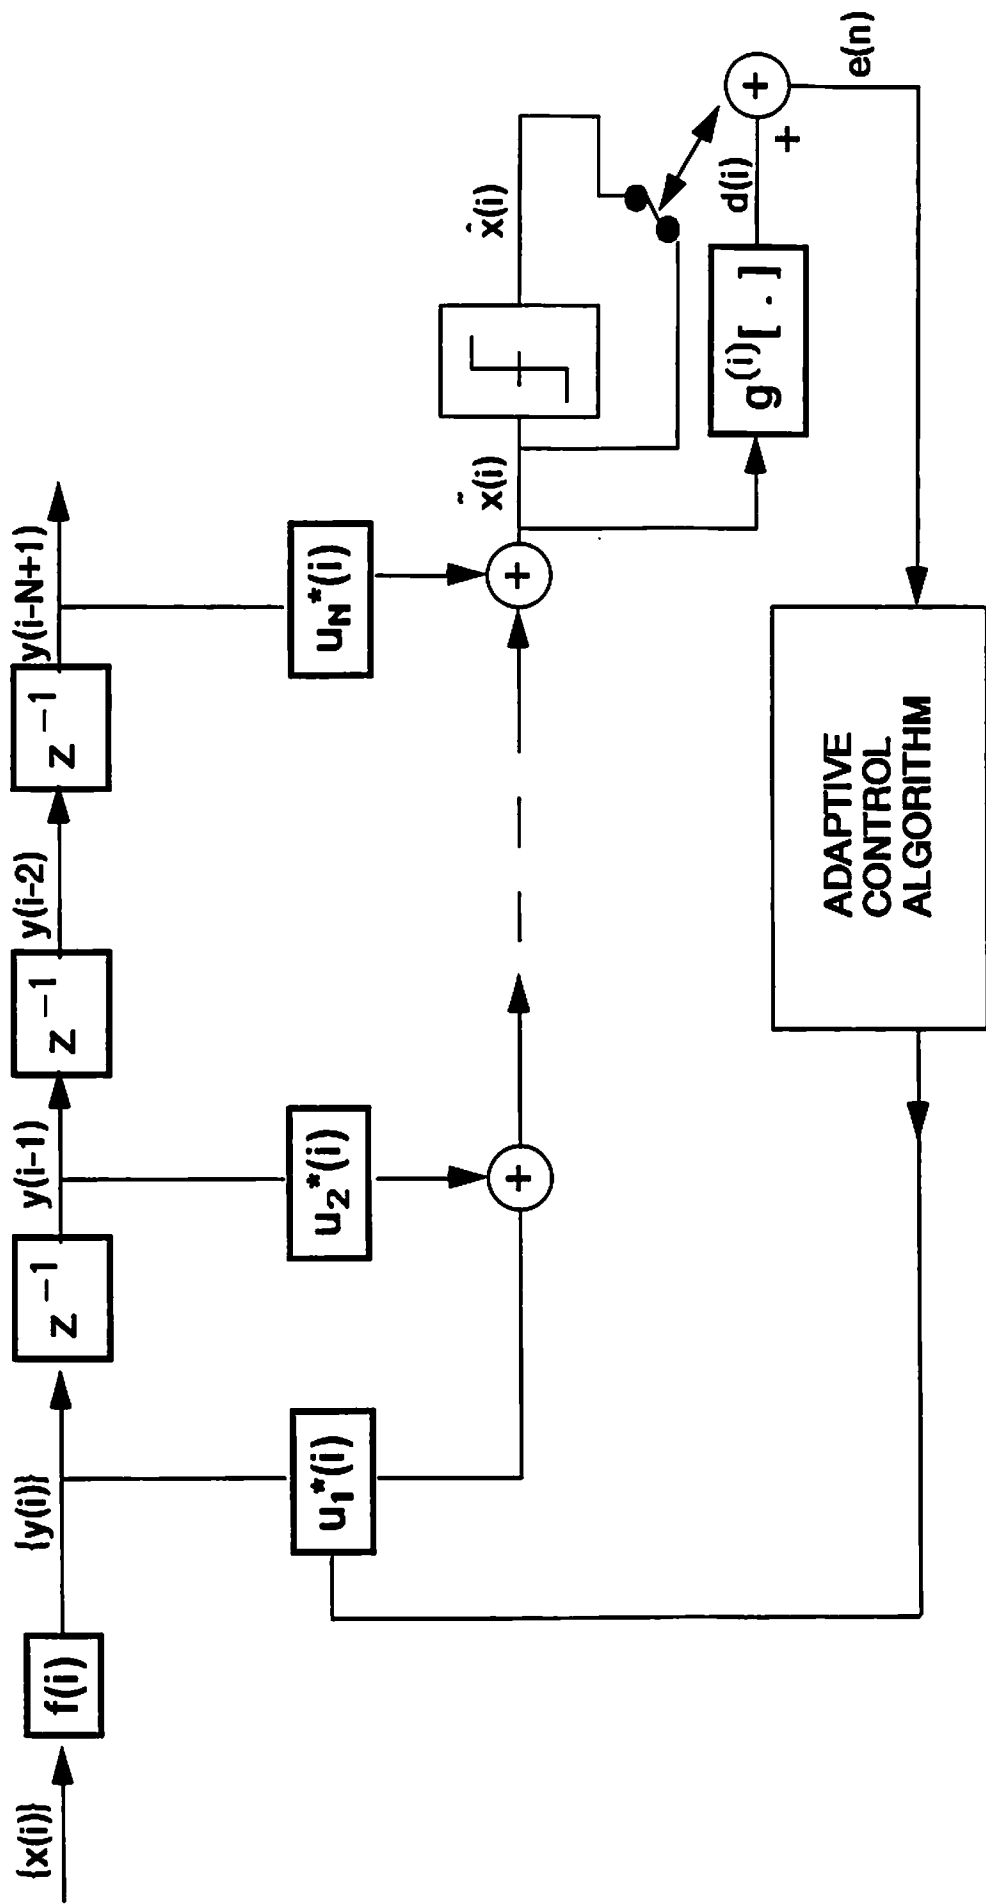 {x(i)}
f(i)
{y(i)}
z⁻¹
y(i-1)
z⁻¹
y(i-2)
z⁻¹
y(i-N+1)
u₁*(i)
u₂*(i)
u_N*(i)
+
+
x̃(i)
x̂(i)
g⁽ⁱ⁾[ . ]
d(i)
+
+
e(n)
ADAPTIVE
CONTROL
ALGORITHM